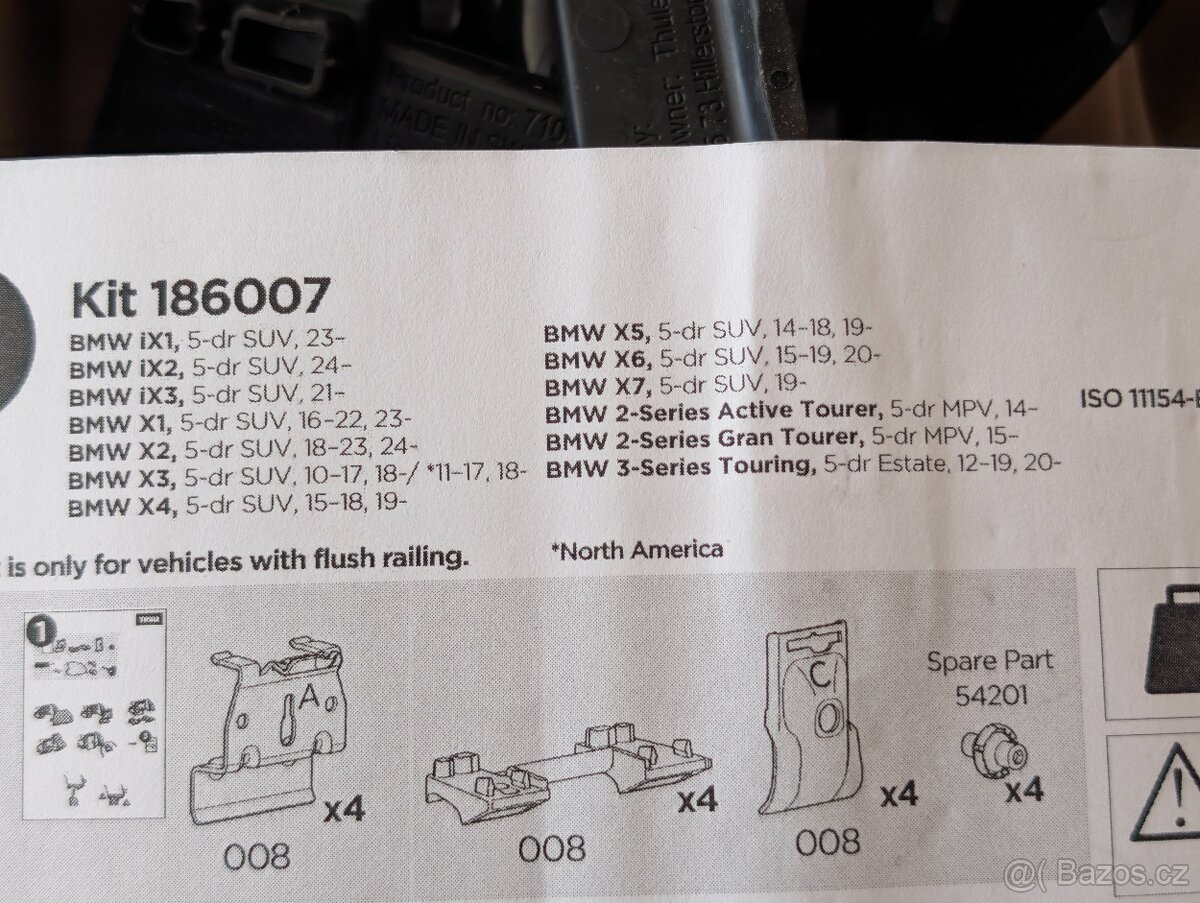 Product no: 710
MADE IN
wner: Thule
73 Hillerstor
Kit 186007
BMW iX1, 5-dr SUV, 23-
BMW iX2, 5-dr SUV, 24-
BMW iX3, 5-dr SUV, 21-
BMW X1, 5-dr SUV, 16-22, 23-
BMW X2, 5-dr SUV, 18-23, 24-
BMW X3, 5-dr SUV, 10-17, 18-/ *11-17, 18-
BMW X4, 5-dr SUV, 15-18, 19-
BMW X5, 5-dr SUV, 14-18, 19-
BMW X6, 5-dr SUV, 15-19, 20-
BMW X7, 5-dr SUV, 19-
BMW 2-Series Active Tourer, 5-dr MPV, 14-
BMW 2-Series Gran Tourer, 5-dr MPV, 15-
BMW 3-Series Touring, 5-dr Estate, 12-19, 20-
ISO 11154-E
is only for vehicles with flush railing.
*North America
1
THULE
A
x4
008
x4
008
C
x4
008
Spare Part
54201
x4
@( Bazos.cz